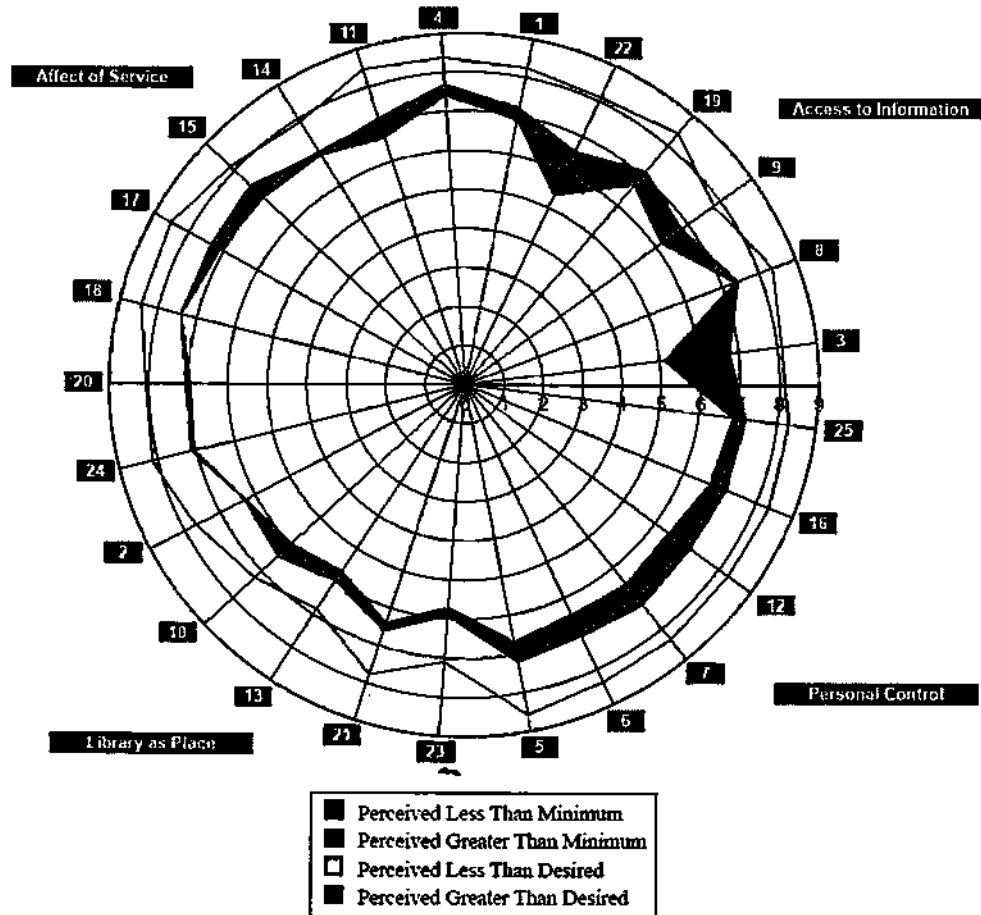 4
1
11
22
14
19
Affect of Service
Access to Information
15
9
17
8
18
3
20
0 1 2 3 4 5 6 7 8 9
25
24
16
2
12
10
7
Personal Control
13
6
Library as Place
21
23
5
Perceived Less Than Minimum
Perceived Greater Than Minimum
Perceived Less Than Desired
Perceived Greater Than Desired